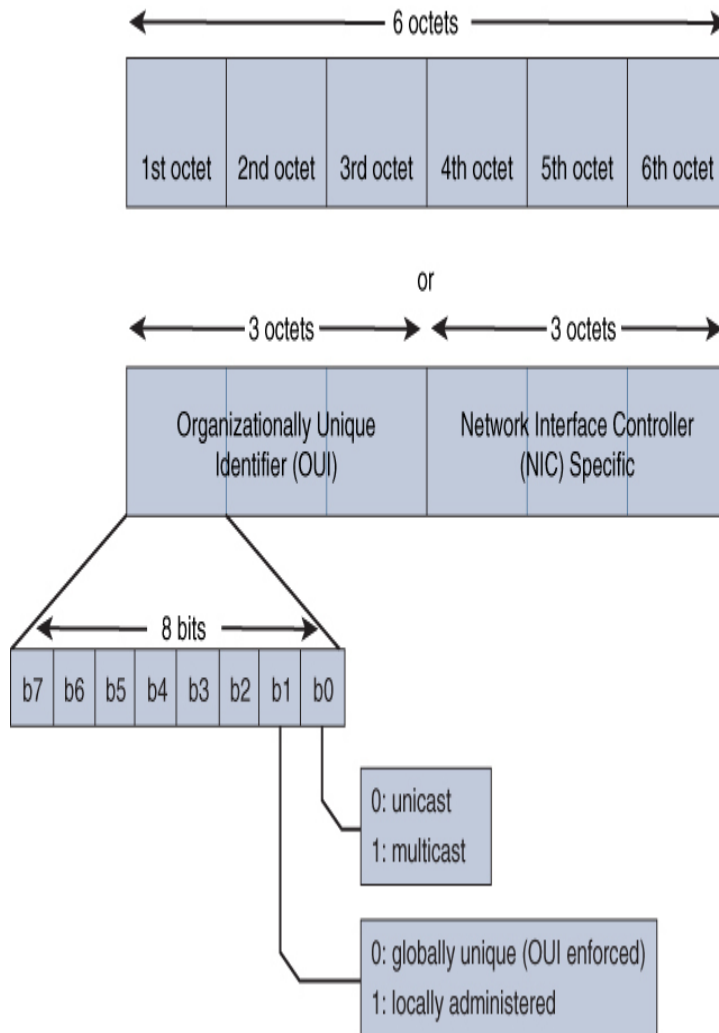 6 octets
1st octet 2nd octet 3rd octet 4th octet 5th octet 6th octet
or
3 octets 3 octets
Organizationally Unique
Identifier (OUI)
Network Interface Controller
(NIC) Specific
8 bits
b7 b6 b5 b4 b3 b2 b1 b0
0: unicast
1: multicast
0: globally unique (OUI enforced)
1: locally administered